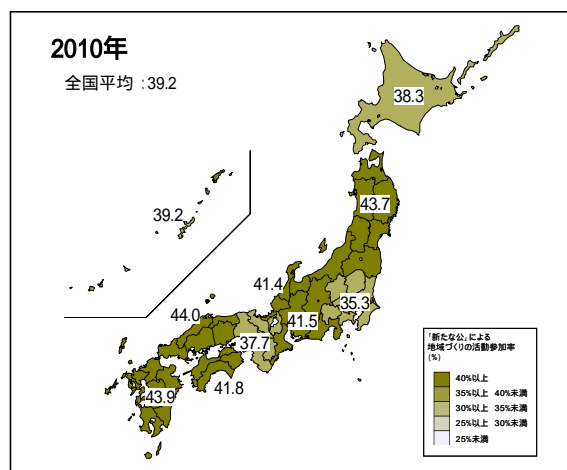 2010年
全国平均 :39.2
38.3
43.7
39.2
41.4
35.3
44.0
41.5
37.7
41.8
43.9
「新たな公」による
地域づくりの活動参加率
(%)
40%以上
35%以上 40%未満
30%以上 35%未満
25%以上 30%未満
25%未満